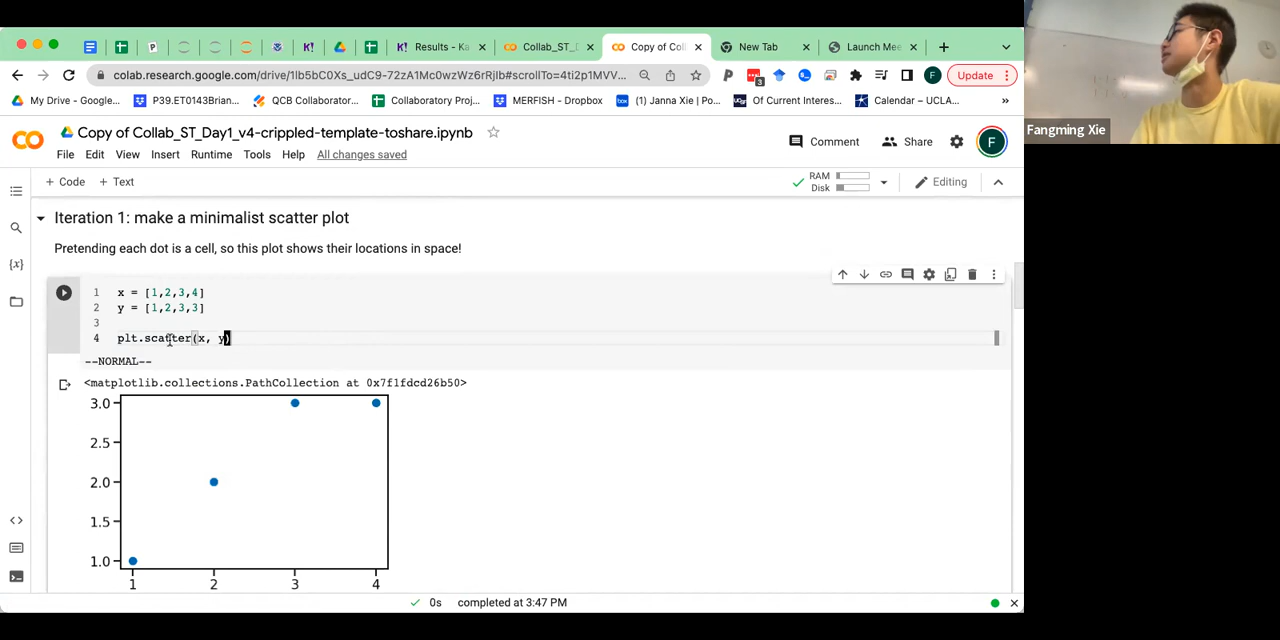 Results - Ka
Collab_ST_D
Copy of Col
New Tab
Launch Mee
colab.research.google.com/drive/1Ib5bC0Xs_udC9-72zA1Mc0wzWz6rRjIb#scrollTo=4ti2p1MVV...
Update
My Drive - Google...
P39.ET0143Brian...
QCB Collaborator...
Collaboratory Proj...
MERFISH - Dropbox
(1) Janna Xie | Po...
Of Current Interes...
Calendar – UCLA...
Copy of Collab_ST_Day1_v4-crippled-template-toshare.ipynb
File Edit View Insert Runtime Tools Help All changes saved
Comment
Share
F
+ Code + Text
RAM
Disk
Editing
Iteration 1: make a minimalist scatter plot
Pretending each dot is a cell, so this plot shows their locations in space!
1 x = [1,2,3,4]
2 y = [1,2,3,3]
3
4 plt.scatter(x, y)
--NORMAL--
<matplotlib.collections.PathCollection at 0x7f1fdcd26b50>
3.0
2.5
2.0
1.5
1.0
1 2 3 4
0s completed at 3:47 PM
Fangming Xie